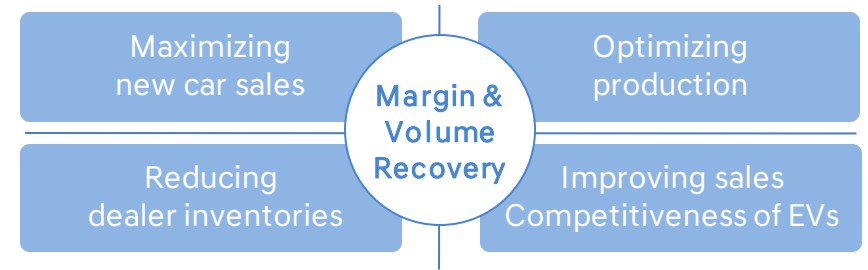 Maximizing
new car sales
Optimizing
production
Margin &
Volume
Recovery
Reducing
dealer inventories
Improving sales
Competitiveness of EVs